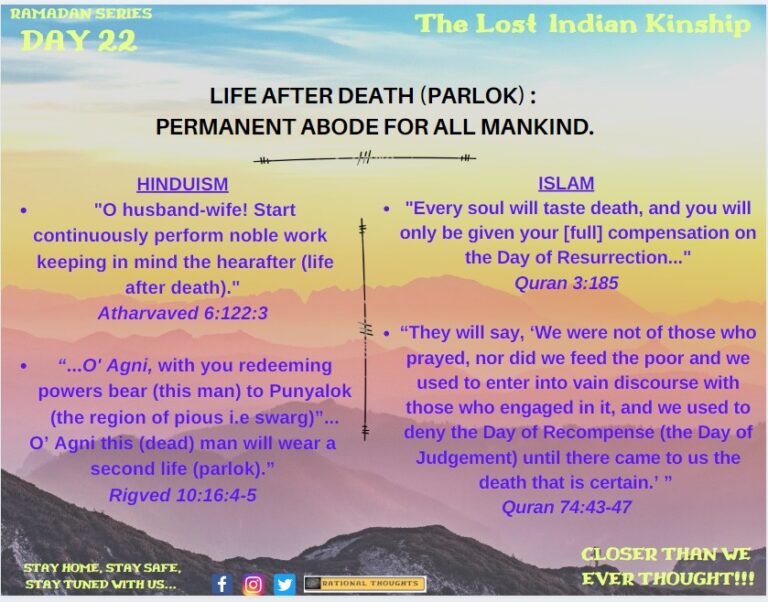 RAMADAN SERIES
DAY 22
The Lost Indian Kinship
LIFE AFTER DEATH (PARLOK) :
PERMANENT ABODE FOR ALL MANKIND.
HINDUISM
• "O husband-wife! Start
continuously perform noble work
keeping in mind the hearafter (life
after death)."
Atharvaved 6:122:3
• “...O' Agni, with you redeeming
powers bear (this man) to Punyalok
(the region of pious i.e swarg)”...
O’ Agni this (dead) man will wear a
second life (parlok).”
Rigved 10:16:4-5
ISLAM
• "Every soul will taste death, and you will
only be given your [full] compensation on
the Day of Resurrection..."
Quran 3:185
• “They will say, ‘We were not of those who
prayed, nor did we feed the poor and we
used to enter into vain discourse with
those who engaged in it, and we used to
deny the Day of Recompense (the Day of
Judgement) until there came to us the
death that is certain.’ ”
Quran 74:43-47
STAY HOME, STAY SAFE,
STAY TUNED WITH US...
RATIONAL THOUGHTS
CLOSER THAN WE
EVER THOUGHT!!!